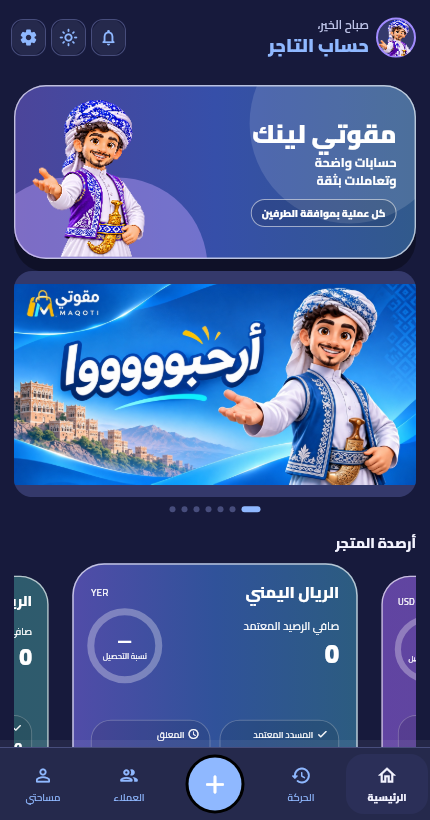 صباح الخير،
حساب التاجر
مقوتي لينك
حسابات واضحة
وتعاملات بثقة
كل عملية بموافقة الطرفين
مقوتي
MAQOTI
أرحبوووووا
أرصدة المتجر
USD
الريال اليمني
YER
صافي الرصيد المعتمد
0
—
نسبة التحصيل
المسدد المعتمد
المعلق
0
الرئيسية
الحركة
+
العملاء
مساحتي